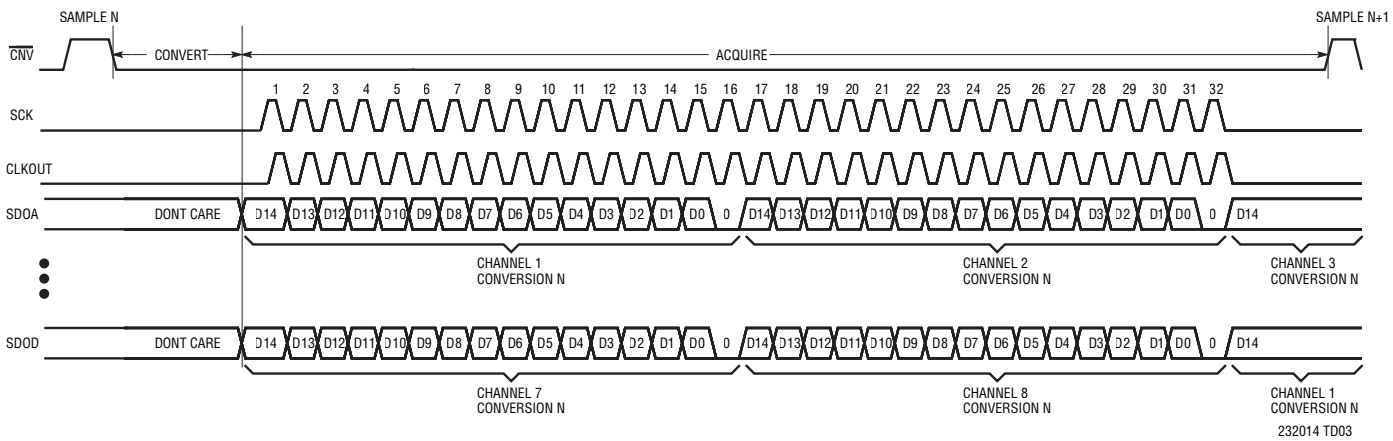 SAMPLE N
SAMPLE N+1
CNV
CONVERT
ACQUIRE
1 2 3 4 5 6 7 8 9 10 11 12 13 14 15 16 17 18 19 20 21 22 23 24 25 26 27 28 29 30 31 32
SCK
CLKOUT
SDOA DONT CARE D14 D13 D12 D11 D10 D9 D8 D7 D6 D5 D4 D3 D2 D1 D0 0 D14 D13 D12 D11 D10 D9 D8 D7 D6 D5 D4 D3 D2 D1 D0 0 D14
CHANNEL 1
CONVERSION N
CHANNEL 2
CONVERSION N
CHANNEL 3
CONVERSION N
SDOD DONT CARE D14 D13 D12 D11 D10 D9 D8 D7 D6 D5 D4 D3 D2 D1 D0 0 D14 D13 D12 D11 D10 D9 D8 D7 D6 D5 D4 D3 D2 D1 D0 0 D14
CHANNEL 7
CONVERSION N
CHANNEL 8
CONVERSION N
CHANNEL 1
CONVERSION N
232014 TD03